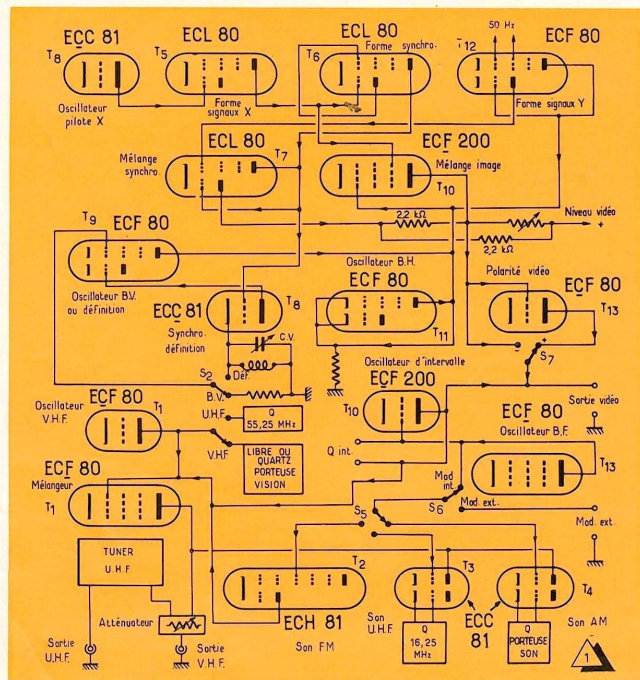 ECC 81
T8
Oscillateur
pilote X
ECL 80
T5
Forme
signaux X
ECL 80
T6
Forme synchro.
50 Hz
T12
ECF 80
Forme signaux Y
ECL 80
Mélange
synchro.
T7
ECF 200
Mélange image
T10
2,2 kΩ
2,2 kΩ
Niveau vidéo
+
T9
ECF 80
Oscillateur B.V.
ou définition
ECC 81
T8
Synchro.
définition
C.V.
Oscillateur B.H.
ECF 80
T11
Polarité vidéo
ECF 80
T13
-
+
S7
Sortie vidéo
S2
Déf.
B.V.
U.H.F.
Q
55,25 MHz
V.H.F.
LIBRE OU
QUARTZ
PORTEUSE
VISION
ECF 80
T1
Oscillateur
V.H.F.
ECF 80
Mélangeur
T1
Oscillateur d'intervalle
ECF 200
T10
Q int.
ECF 80
Oscillateur B.F.
T13
Mod
int.
S6
Mod. ext.
Mod. ext.
S5
TUNER
U.H.F
Atténuateur
Sortie
U.H.F.
Sortie
V.H.F.
T2
ECH 81
Son FM
T3
Son
U.H.F.
Q
16,25
MHz
ECC
81
T4
Q
PORTEUSE
SON
Son AM
1